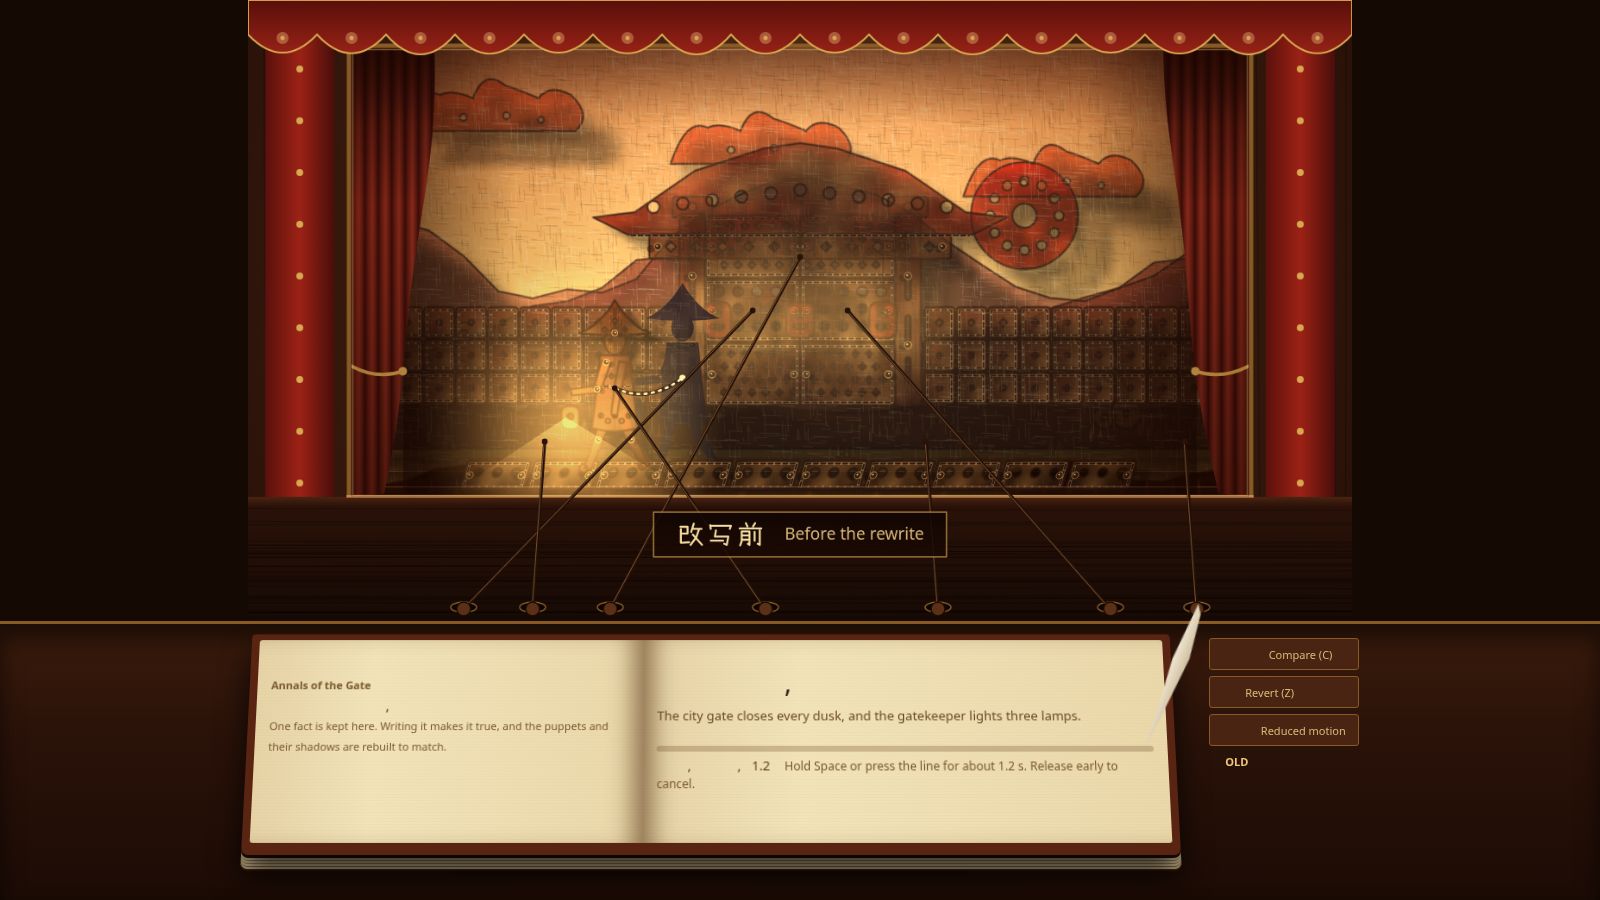 改写前 Before the rewrite
Annals of the Gate
,
One fact is kept here. Writing it makes it true, and the puppets and
their shadows are rebuilt to match.
,
The city gate closes every dusk, and the gatekeeper lights three lamps.
, , 1.2 Hold Space or press the line for about 1.2 s. Release early to
cancel.
Compare (C)
Revert (Z)
Reduced motion
OLD